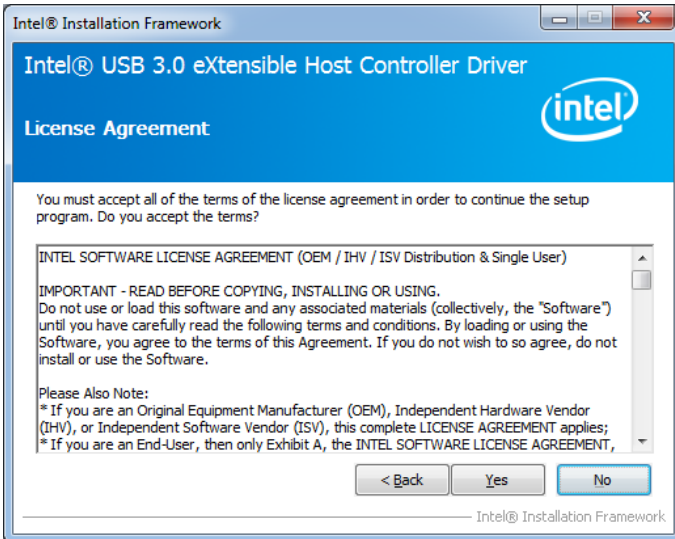 Intel® Installation Framework
Intel® USB 3.0 eXtensible Host Controller Driver
(intel)
License Agreement
You must accept all of the terms of the license agreement in order to continue the setup
program. Do you accept the terms?
INTEL SOFTWARE LICENSE AGREEMENT (OEM / IHV / ISV Distribution & Single User)
IMPORTANT - READ BEFORE COPYING, INSTALLING OR USING.
Do not use or load this software and any associated materials (collectively, the "Software")
until you have carefully read the following terms and conditions. By loading or using the
Software, you agree to the terms of this Agreement. If you do not wish to so agree, do not
install or use the Software.
Please Also Note:
* If you are an Original Equipment Manufacturer (OEM), Independent Hardware Vendor
(IHV), or Independent Software Vendor (ISV), this complete LICENSE AGREEMENT applies;
* If you are an End-User, then only Exhibit A, the INTEL SOFTWARE LICENSE AGREEMENT,
< Back Yes No
Intel® Installation Framework